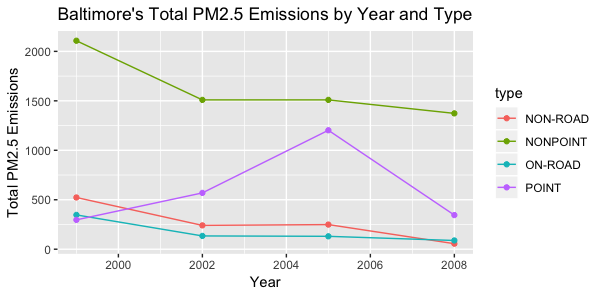 Baltimore's Total PM2.5 Emissions by Year and Type
Total PM2.5 Emissions
2000
1500
1000
500
0
2000 2002 2004 2006 2008
Year
type
NON-ROAD
NONPOINT
ON-ROAD
POINT